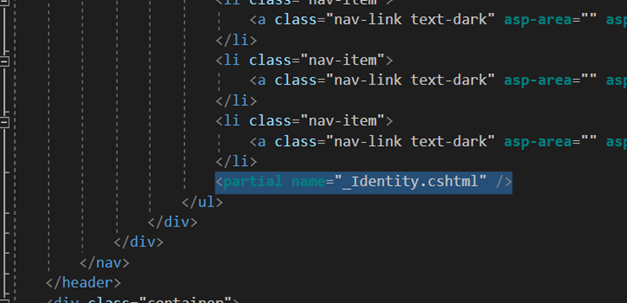 <li class="nav-item">
<a class="nav-link text-dark" asp-area="" asp
</li>
<li class="nav-item">
<a class="nav-link text-dark" asp-area="" asp
</li>
<li class="nav-item">
<a class="nav-link text-dark" asp-area="" asp
</li>
<partial name="_Identity.cshtml" />
</ul>
</div>
</div>
</nav>
</header>
<div class="container">